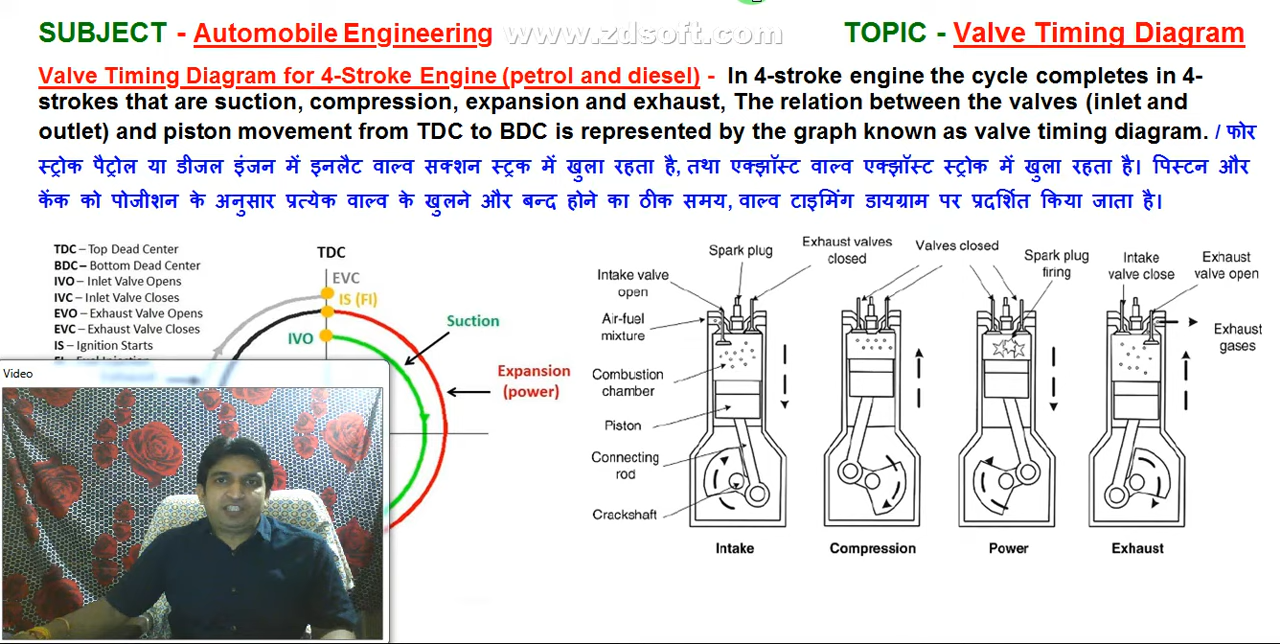 SUBJECT - Automobile Engineering www.zdsoft.com TOPIC - Valve Timing Diagram
Valve Timing Diagram for 4-Stroke Engine (petrol and diesel) - In 4-stroke engine the cycle completes in 4-
strokes that are suction, compression, expansion and exhaust, The relation between the valves (inlet and
outlet) and piston movement from TDC to BDC is represented by the graph known as valve timing diagram. / फोर
स्ट्रोक पैट्रोल या डीजल इंजन में इनलैट वाल्व सक्शन स्ट्रक में खुला रहता है, तथा एक्झॉस्ट वाल्व एक्झॉस्ट स्ट्रोक में खुला रहता है। पिस्टन और
केंक को पोजीशन के अनुसार प्रत्येक वाल्व के खुलने और बन्द होने का ठीक समय, वाल्व टाइमिंग डायग्राम पर प्रदर्शित किया जाता है।
TDC – Top Dead Center
BDC – Bottom Dead Center
IVO – Inlet Valve Opens
IVC – Inlet Valve Closes
EVO – Exhaust Valve Opens
EVC – Exhaust Valve Closes
IS – Ignition Starts
TDC
EVC
IS (FI)
IVO
Suction
Expansion
(power)
Video
Spark plug
Exhaust valves
closed
Valves closed
Spark plug
firing
Intake
valve close
Exhaust
valve open
Intake valve
open
Air-fuel
mixture
Combustion
chamber
Piston
Connecting
rod
Crackshaft
Exhaust
gases
Intake
Compression
Power
Exhaust